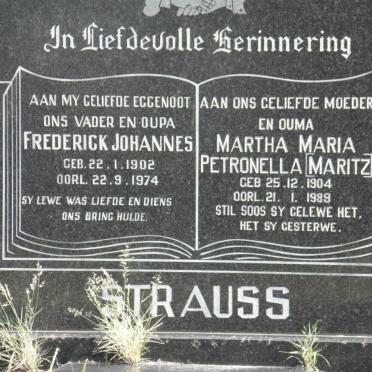 In Liefdevolle Herinnering
AAN MY GELIEFDE EGGENOOT
ONS VADER EN OUPA
FREDERICK JOHANNES
GEB. 22. 1. 1902
OORL. 22. 9. 1974
SY LEWE WAS LIEFDE EN DIENS
ONS BRING HULDE.
AAN ONS GELIEFDE MOEDER
EN OUMA
MARTHA MARIA
PETRONELLA [MARITZ]
GEB 25. 12. 1904
OORL. 21. 1. 1989
STIL SOOS SY GELEWE HET,
HET SY GESTERWE.
STRAUSS